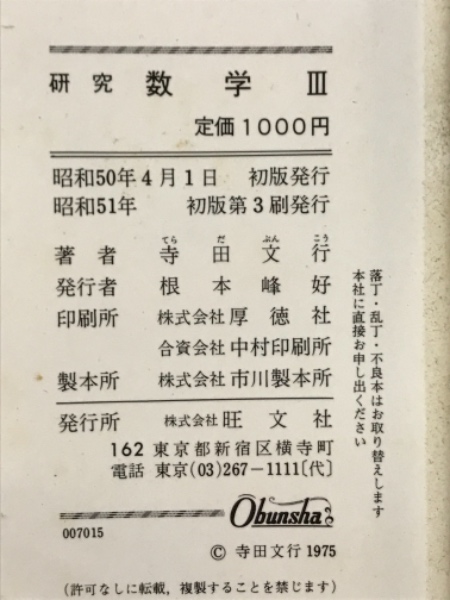 研究 数学 III
定価1000円
昭和50年4月1日 初版発行
昭和51年 初版第3刷発行
てら だ ぶん こう
著者 寺田文行
発行者 根本峰好
印刷所 株式会社 厚徳社
合資会社 中村印刷所
製本所 株式会社 市川製本所
発行所 株式会社 旺文社
162 東京都新宿区横寺町
電話 東京(03)267-1111〔代〕
Obunsha
007015
© 寺田文行 1975
(許可なしに転載，複製することを禁じます)
落丁・乱丁・不良本はお取り替えします
本社に直接お申し出ください